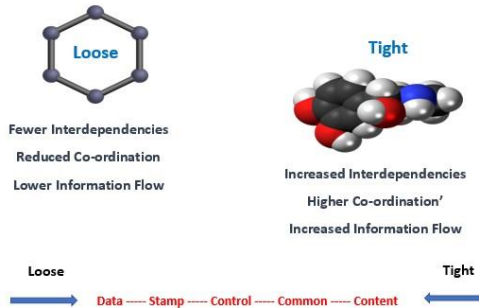 Loose
Tight
Fewer Interdependencies
Reduced Co-ordination
Lower Information Flow
Increased Interdependencies
Higher Co-ordination’
Increased Information Flow
Loose
Tight
Data ----- Stamp ----- Control ----- Common ----- Content